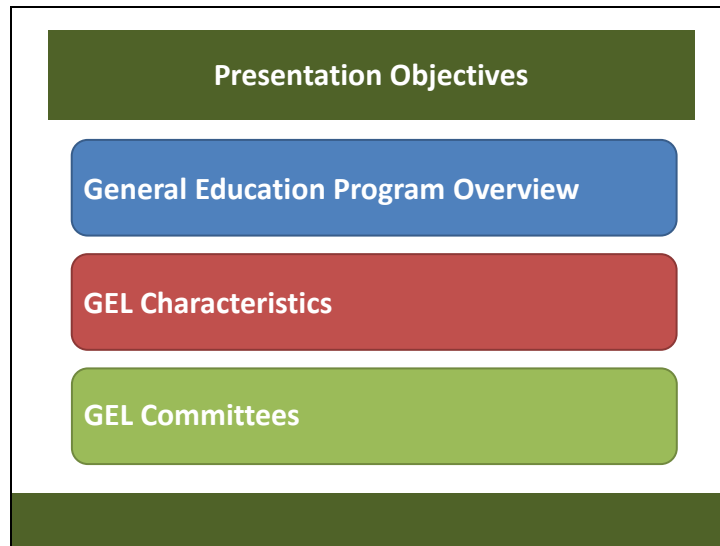 Presentation Objectives
General Education Program Overview
GEL Characteristics
GEL Committees